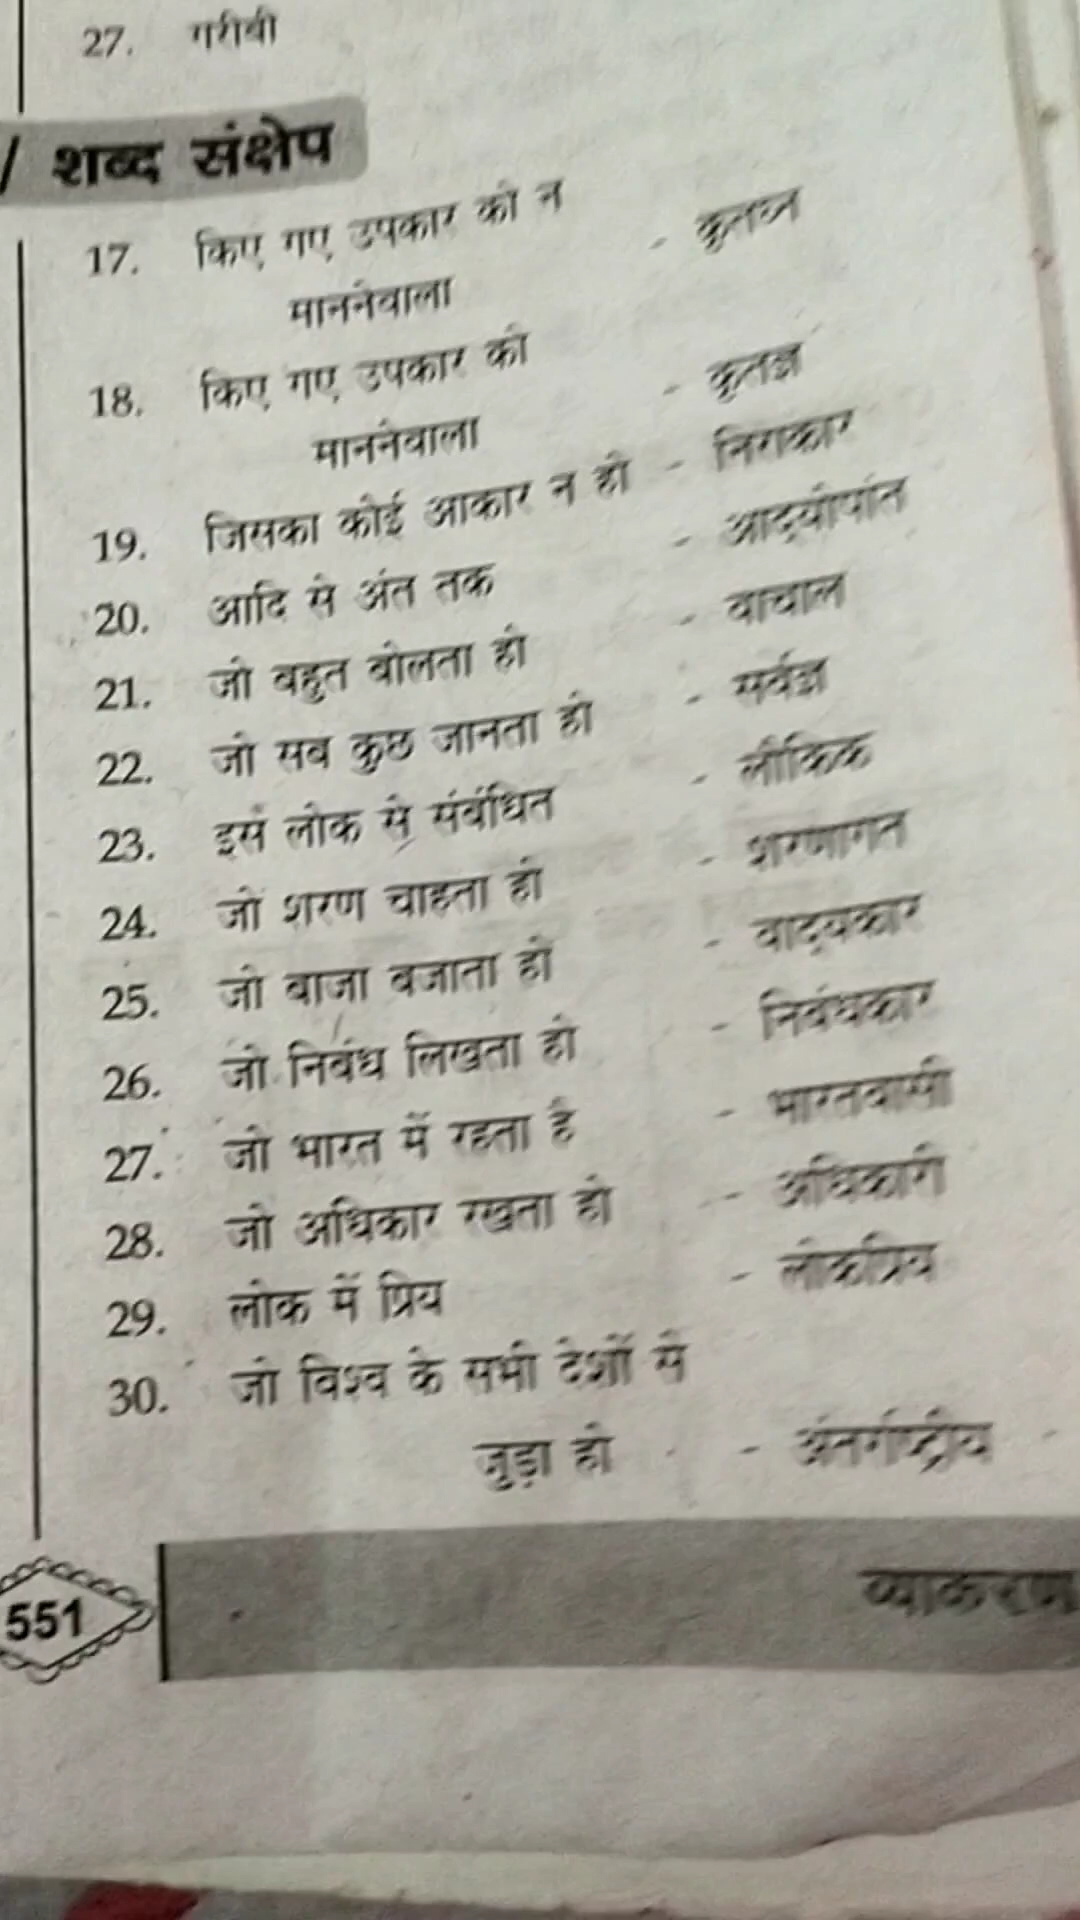 27. गरीबी
/ शब्द संक्षेप
17. किए गए उपकार को न - कृतघ्न
माननेवाला
18. किए गए उपकार को - कृतज्ञ
माननेवाला
19. जिसका कोई आकार न हो - निराकार
20. आदि से अंत तक - आद्योपांत
21. जो बहुत बोलता हो - वाचाल
22. जो सब कुछ जानता हो - सर्वज्ञ
23. इस लोक से संबंधित - लौकिक
24. जो शरण चाहता हो - शरणागत
25. जो बाजा बजाता हो - वाद्यकार
26. जो निबंध लिखता हो - निबंधकार
27. जो भारत में रहता है - भारतवासी
28. जो अधिकार रखता हो - अधिकारी
29. लोक में प्रिय - लोकप्रिय
30. जो विश्व के सभी देशों से
जुड़ा हो - अंतर्राष्ट्रीय
551 व्याकरण